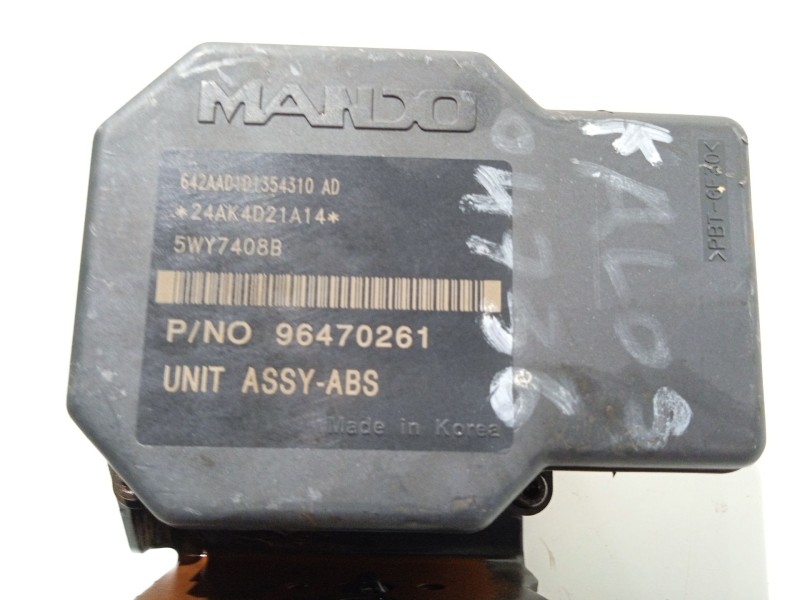 MANDO
642AAD1D1354310 AD
*24AK4D21A14*
5WY7408B
P/NO 96470261
UNIT ASSY-ABS
Made in Korea
KALOS
>PBT-GF30<